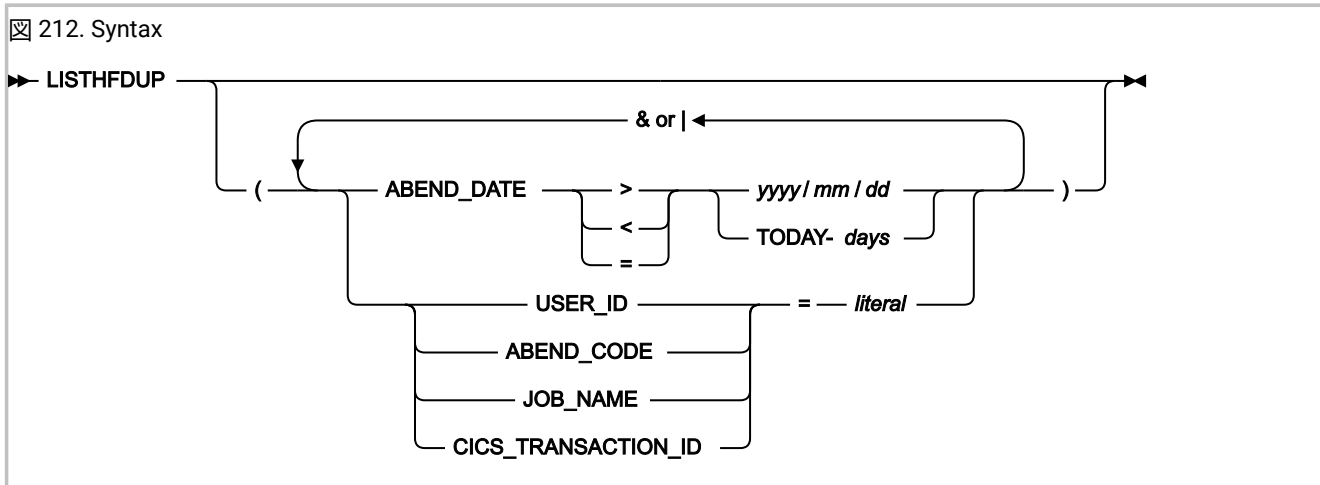 図 212. Syntax
LISTHFDUP
& or |
( ABEND_DATE > yyyy / mm / dd )
< TODAY- days
=
USER_ID = literal
ABEND_CODE
JOB_NAME
CICS_TRANSACTION_ID